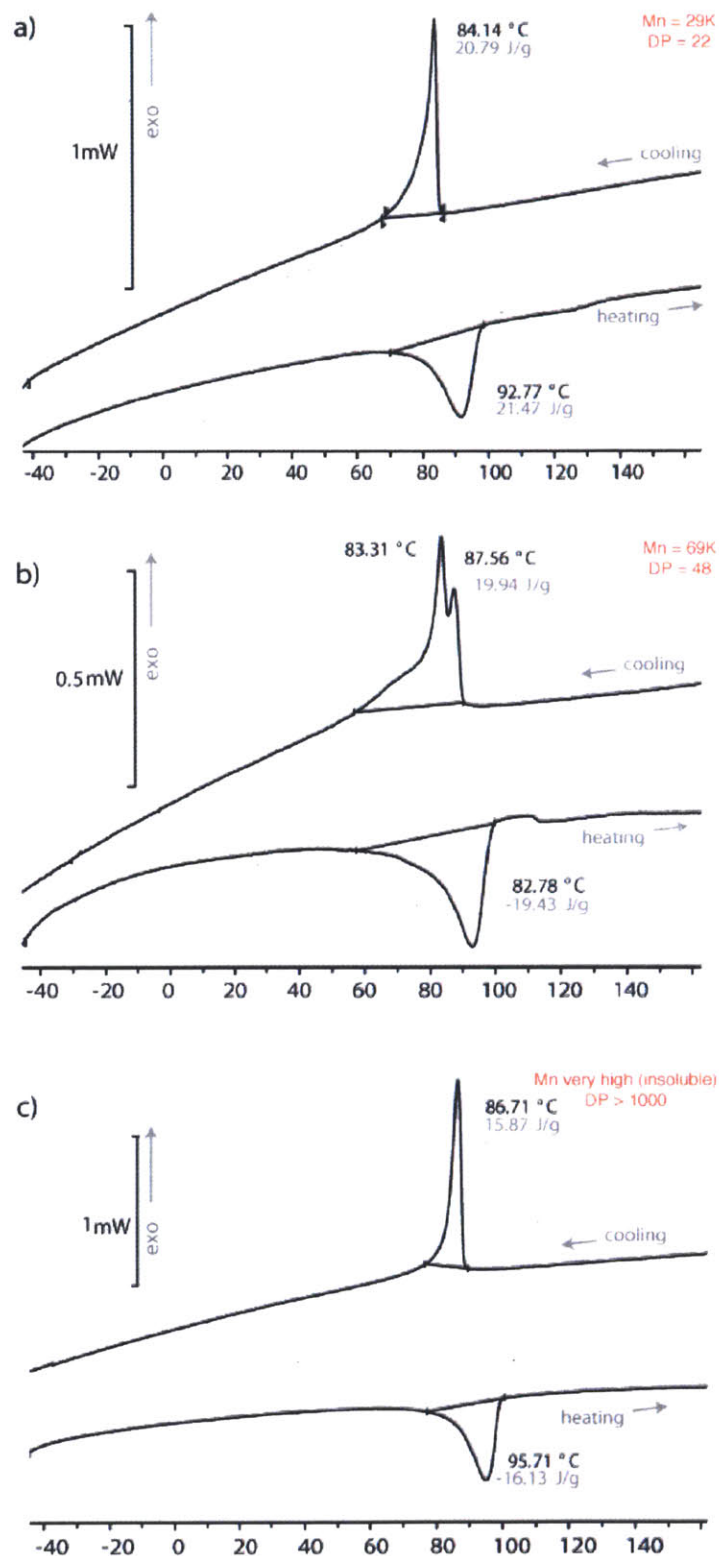 a)
84.14 °C
20.79 J/g
Mn = 29K
DP = 22
exo
1mW
cooling
heating
92.77 °C
21.47 J/g
-40 -20 0 20 40 60 80 100 120 140
b)
83.31 °C
87.56 °C
19.94 J/g
Mn = 69K
DP = 48
exo
0.5mW
cooling
heating
82.78 °C
-19.43 J/g
-40 -20 0 20 40 60 80 100 120 140
c)
Mn very high (insoluble)
DP > 1000
86.71 °C
15.87 J/g
1mW
exo
cooling
heating
95.71 °C
-16.13 J/g
-40 -20 0 20 40 60 80 100 120 140